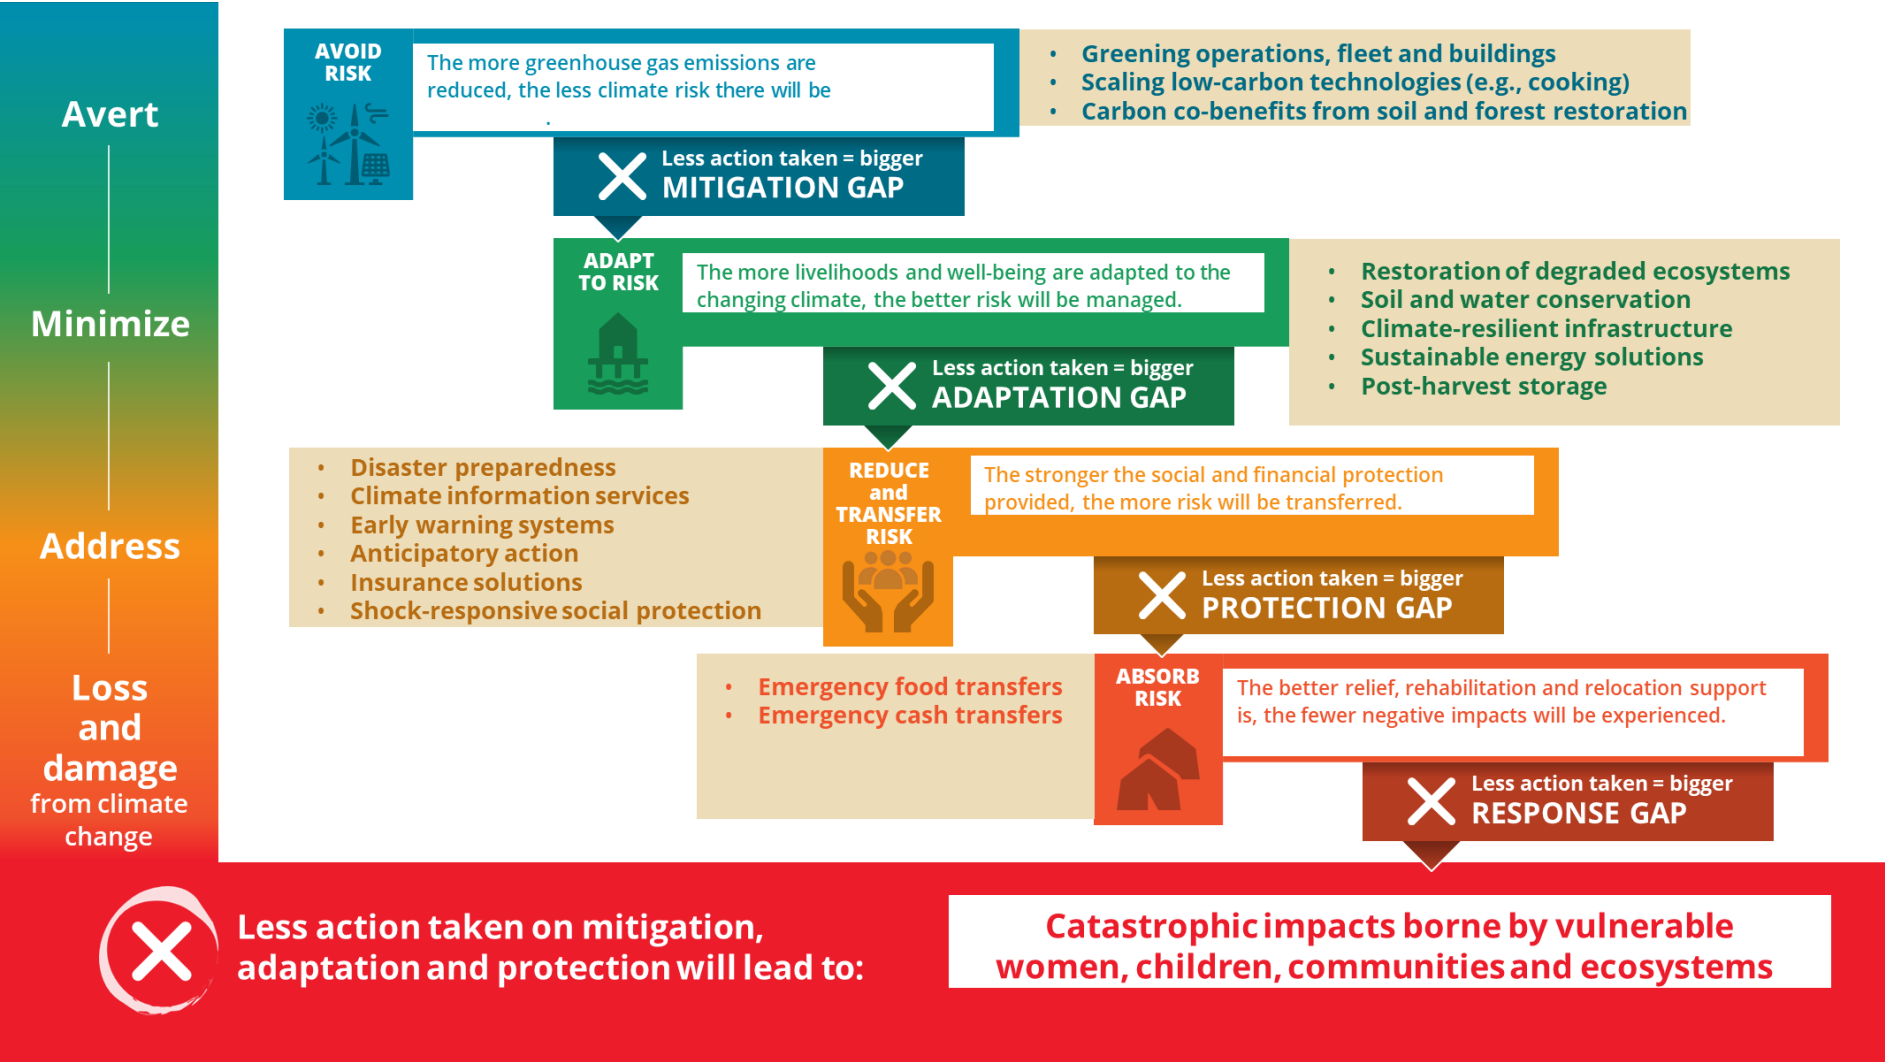 Avert
Minimize
Address
Loss
and
damage
from climate
change
AVOID
RISK
The more greenhouse gas emissions are
reduced, the less climate risk there will be
.
• Greening operations, fleet and buildings
• Scaling low-carbon technologies (e.g., cooking)
• Carbon co-benefits from soil and forest restoration
Less action taken = bigger
MITIGATION GAP
ADAPT
TO RISK
The more livelihoods and well-being are adapted to the
changing climate, the better risk will be managed.
• Restoration of degraded ecosystems
• Soil and water conservation
• Climate-resilient infrastructure
• Sustainable energy solutions
• Post-harvest storage
Less action taken = bigger
ADAPTATION GAP
• Disaster preparedness
• Climate information services
• Early warning systems
• Anticipatory action
• Insurance solutions
• Shock-responsive social protection
REDUCE
and
TRANSFER
RISK
The stronger the social and financial protection
provided, the more risk will be transferred.
Less action taken = bigger
PROTECTION GAP
• Emergency food transfers
• Emergency cash transfers
ABSORB
RISK
The better relief, rehabilitation and relocation support
is, the fewer negative impacts will be experienced.
Less action taken = bigger
RESPONSE GAP
Less action taken on mitigation,
adaptation and protection will lead to:
Catastrophic impacts borne by vulnerable
women, children, communities and ecosystems